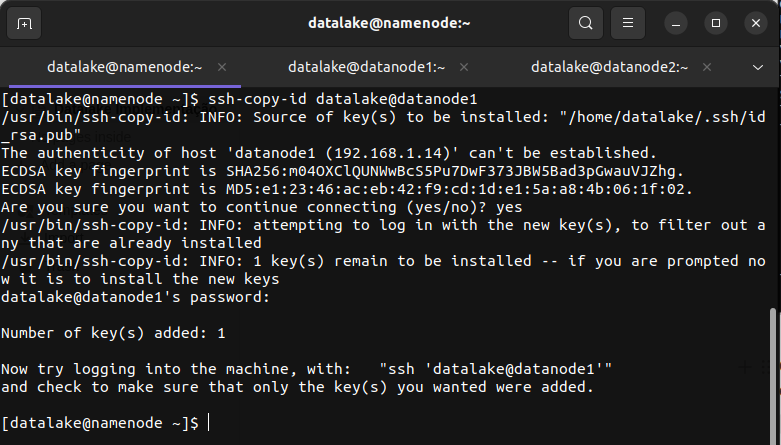 datalake@namenode:~
datalake@namenode:~ × datalake@datanode1:~ × datalake@datanode2:~ ×
[datalake@namenode ~]$ ssh-copy-id datalake@datanode1
/usr/bin/ssh-copy-id: INFO: Source of key(s) to be installed: "/home/datalake/.ssh/id
_rsa.pub"
The authenticity of host 'datanode1 (192.168.1.14)' can't be established.
ECDSA key fingerprint is SHA256:m04OXClQUNWwBcS5Pu7DwF373JBW5Bad3pGwauVJZhg.
ECDSA key fingerprint is MD5:e1:23:46:ac:eb:42:f9:cd:1d:e1:5a:a8:4b:06:1f:02.
Are you sure you want to continue connecting (yes/no)? yes
/usr/bin/ssh-copy-id: INFO: attempting to log in with the new key(s), to filter out a
ny that are already installed
/usr/bin/ssh-copy-id: INFO: 1 key(s) remain to be installed -- if you are prompted no
w it is to install the new keys
datalake@datanode1's password:
Number of key(s) added: 1
Now try logging into the machine, with:   "ssh 'datalake@datanode1'"
and check to make sure that only the key(s) you wanted were added.
[datalake@namenode ~]$